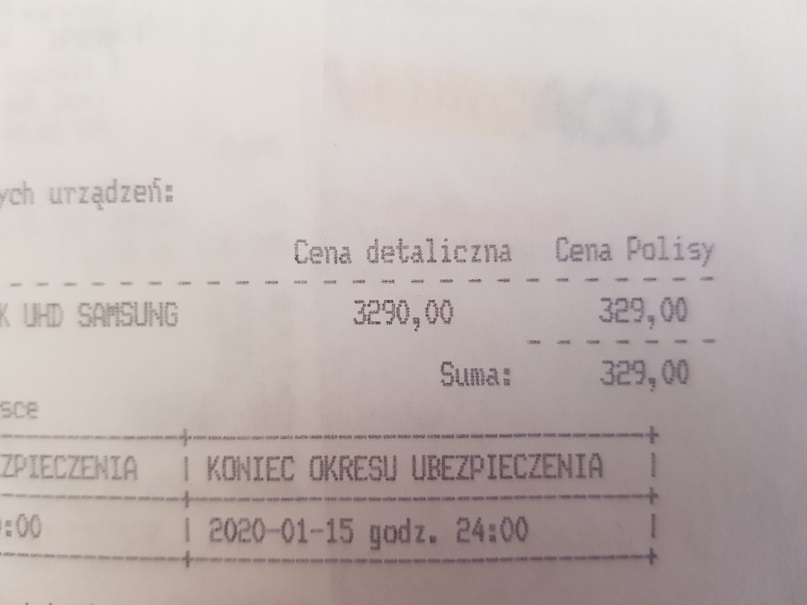 ych urządzeń:
Cena detaliczna Cena Polisy
K UHD SAMSUNG 3290,00 329,00
Suma: 329,00
sce
ZPIECZENIA | KONIEC OKRESU UBEZPIECZENIA |
:00 | 2020-01-15 godz. 24:00 |